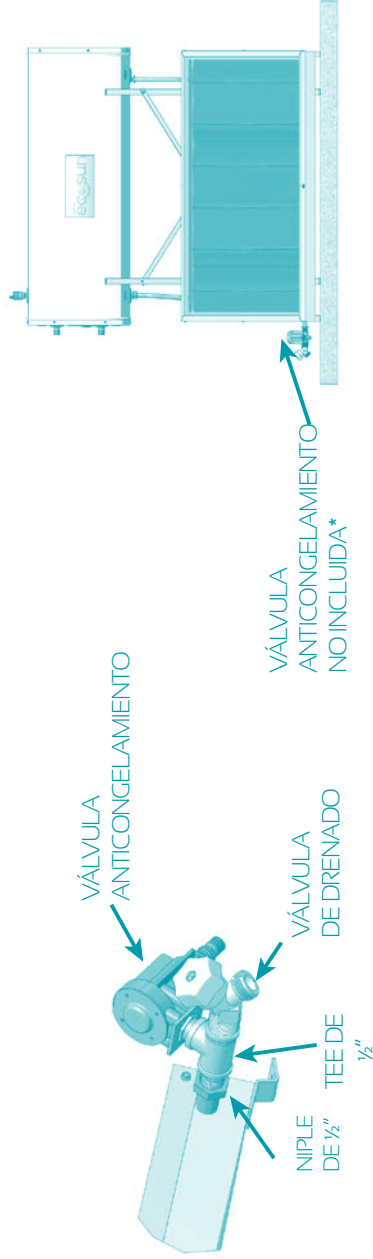 VÁLVULA
ANTICONGELAMIENTO
NIPLE
DE ½"
TEE DE
½"
VÁLVULA
DE DRENADO
VÁLVULA
ANTICONGELAMIENTO
NO INCLUIDA*
ecosun